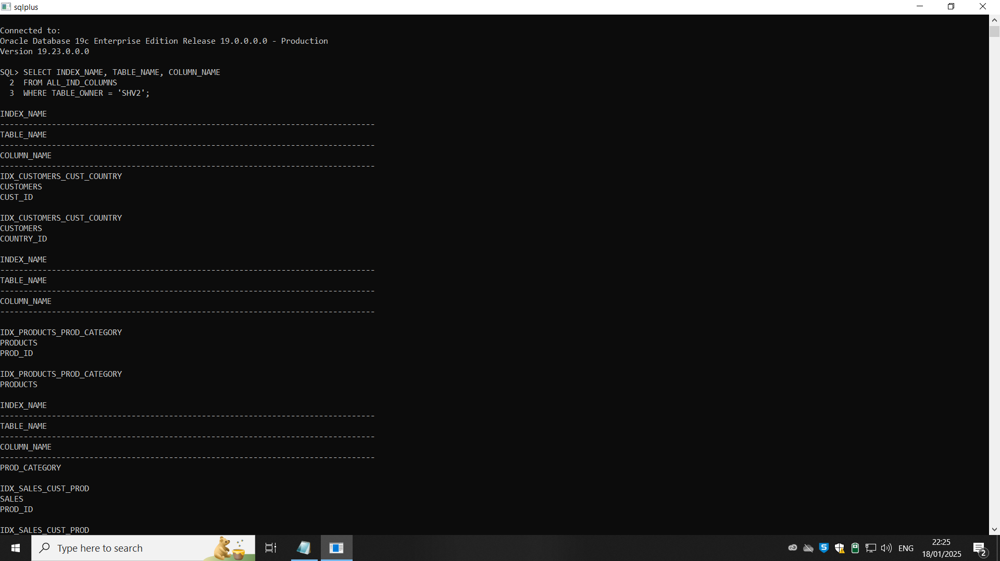 sqlplus
Connected to:
Oracle Database 19c Enterprise Edition Release 19.0.0.0.0 - Production
Version 19.23.0.0.0
SQL> SELECT INDEX_NAME, TABLE_NAME, COLUMN_NAME
  2  FROM ALL_IND_COLUMNS
  3  WHERE TABLE_OWNER = 'SHV2';
INDEX_NAME
--------------------------------------------------------------------------------
TABLE_NAME
--------------------------------------------------------------------------------
COLUMN_NAME
--------------------------------------------------------------------------------
IDX_CUSTOMERS_CUST_COUNTRY
CUSTOMERS
CUST_ID
IDX_CUSTOMERS_CUST_COUNTRY
CUSTOMERS
COUNTRY_ID
INDEX_NAME
--------------------------------------------------------------------------------
TABLE_NAME
--------------------------------------------------------------------------------
COLUMN_NAME
--------------------------------------------------------------------------------
IDX_PRODUCTS_PROD_CATEGORY
PRODUCTS
PROD_ID
IDX_PRODUCTS_PROD_CATEGORY
PRODUCTS
INDEX_NAME
--------------------------------------------------------------------------------
TABLE_NAME
--------------------------------------------------------------------------------
COLUMN_NAME
--------------------------------------------------------------------------------
PROD_CATEGORY
IDX_SALES_CUST_PROD
SALES
PROD_ID
IDX_SALES_CUST_PROD
Type here to search
S
ENG
22:25
18/01/2025
2